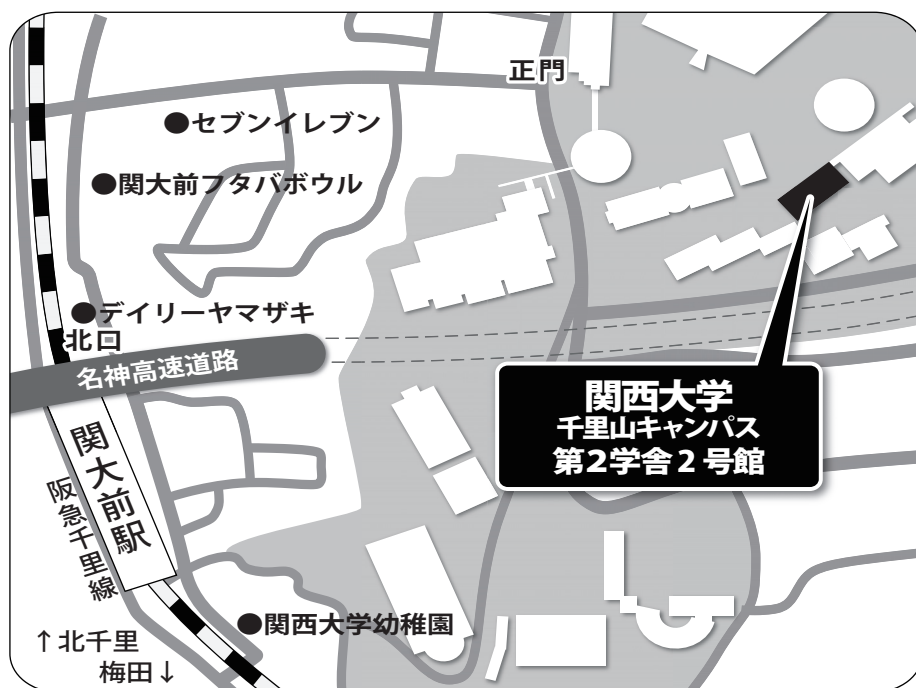 正門
●セブンイレブン
●関大前フタバボウル
●デイリーヤマザキ
北口
名神高速道路
関西大学
千里山キャンパス
第2学舎2号館
関大前駅
阪急千里線
●関西大学幼稚園
↑北千里
梅田↓